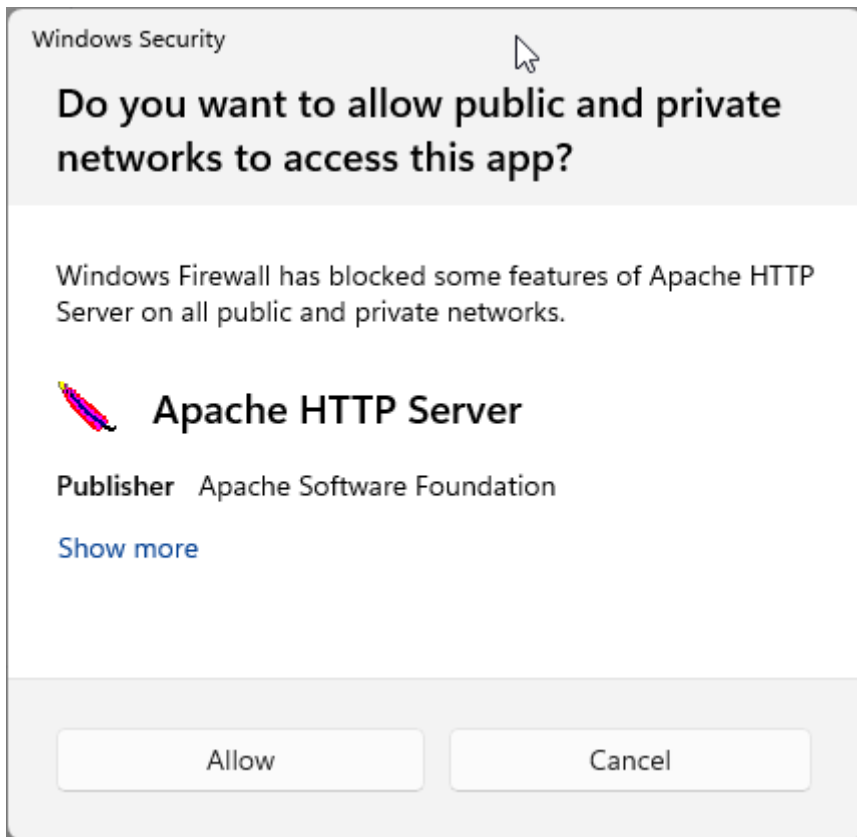 Windows Security
Do you want to allow public and private
networks to access this app?
Windows Firewall has blocked some features of Apache HTTP
Server on all public and private networks.
Apache HTTP Server
Publisher Apache Software Foundation
Show more
Allow Cancel